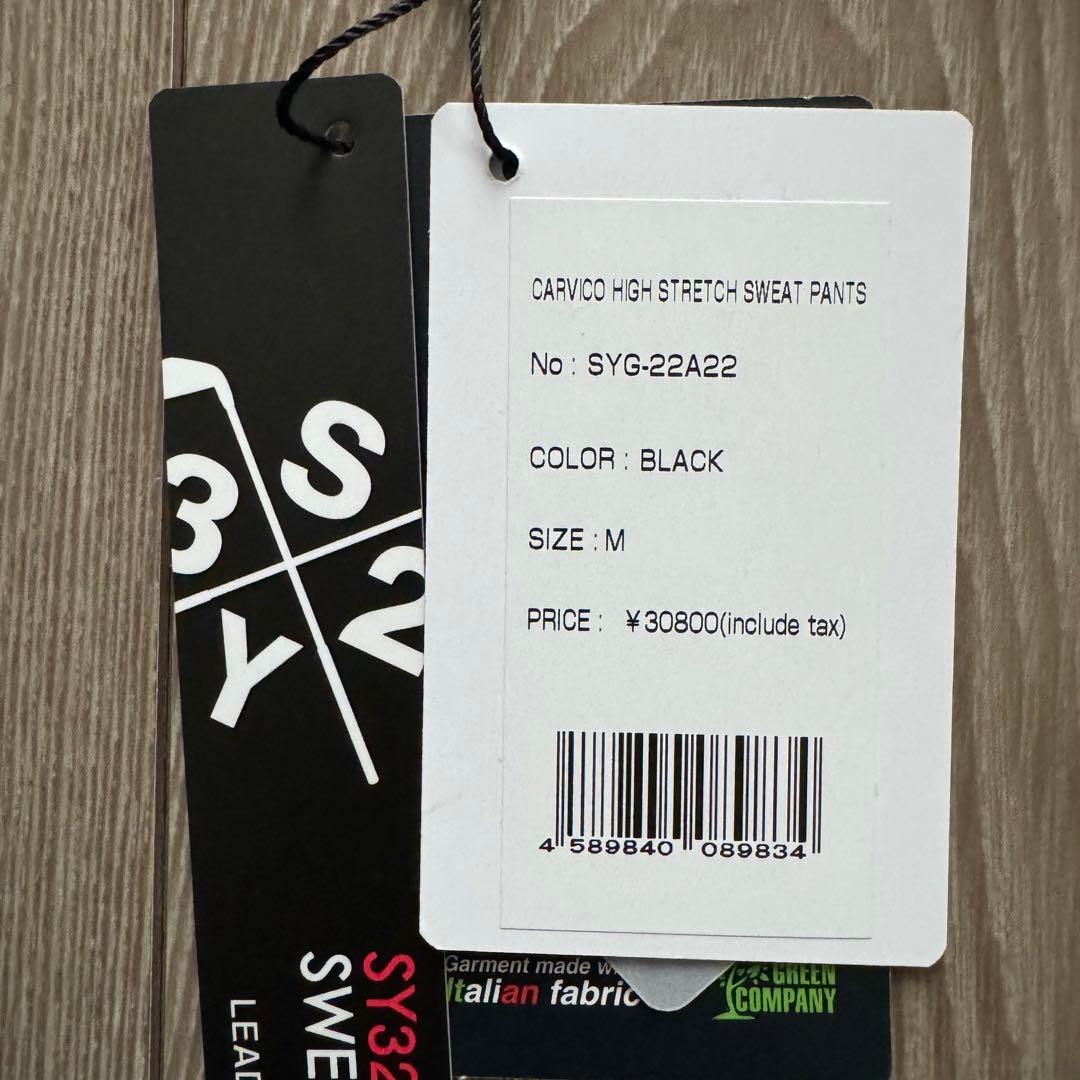 CARVICO HIGH STRETCH SWEAT PANTS
No : SYG-22A22
COLOR : BLACK
SIZE : M
PRICE : ¥30800(include tax)
4 589840 089834
S
3
2
Y
SY32
SWE
LEAD
Garment made w
Italian fabric
GREEN
COMPANY